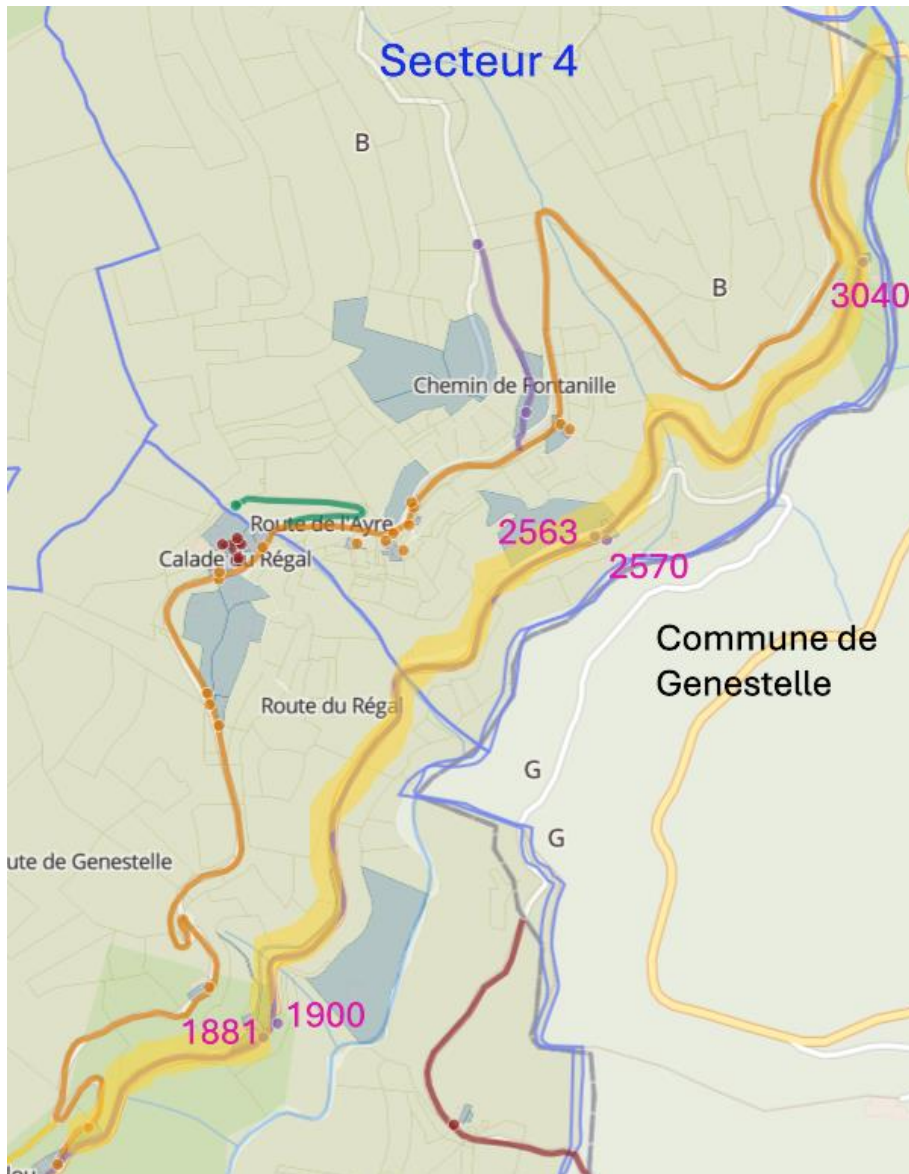 Secteur 4
B
B
3040
Chemin de Fontanille
Route de l'Ayre
2563
Calade du Régal
2570
Commune de
Genestelle
Route du Régal
G
G
ute de Genestelle
1900
1881